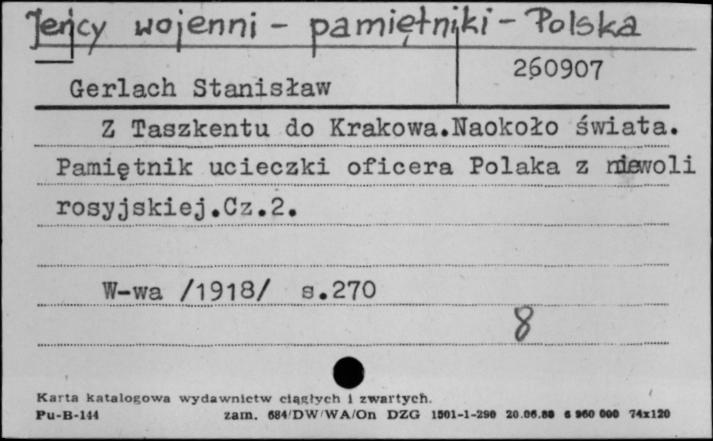 Jeńcy wojenni - pamiętniki - Polska
260907
Gerlach Stanisław
Z Taszkentu do Krakowa.Naokoło świata.
Pamiętnik ucieczki oficera Polaka z niewoli
rosyjskiej.Cz.2.
W-wa /1918/ s.270
8
Karta katalogowa wydawnictw ciągłych i zwartych.
Pu-B-144 zam. 684/DW/WA/On DZG 1501-1-290 20.06.80 6 960 000 74x120